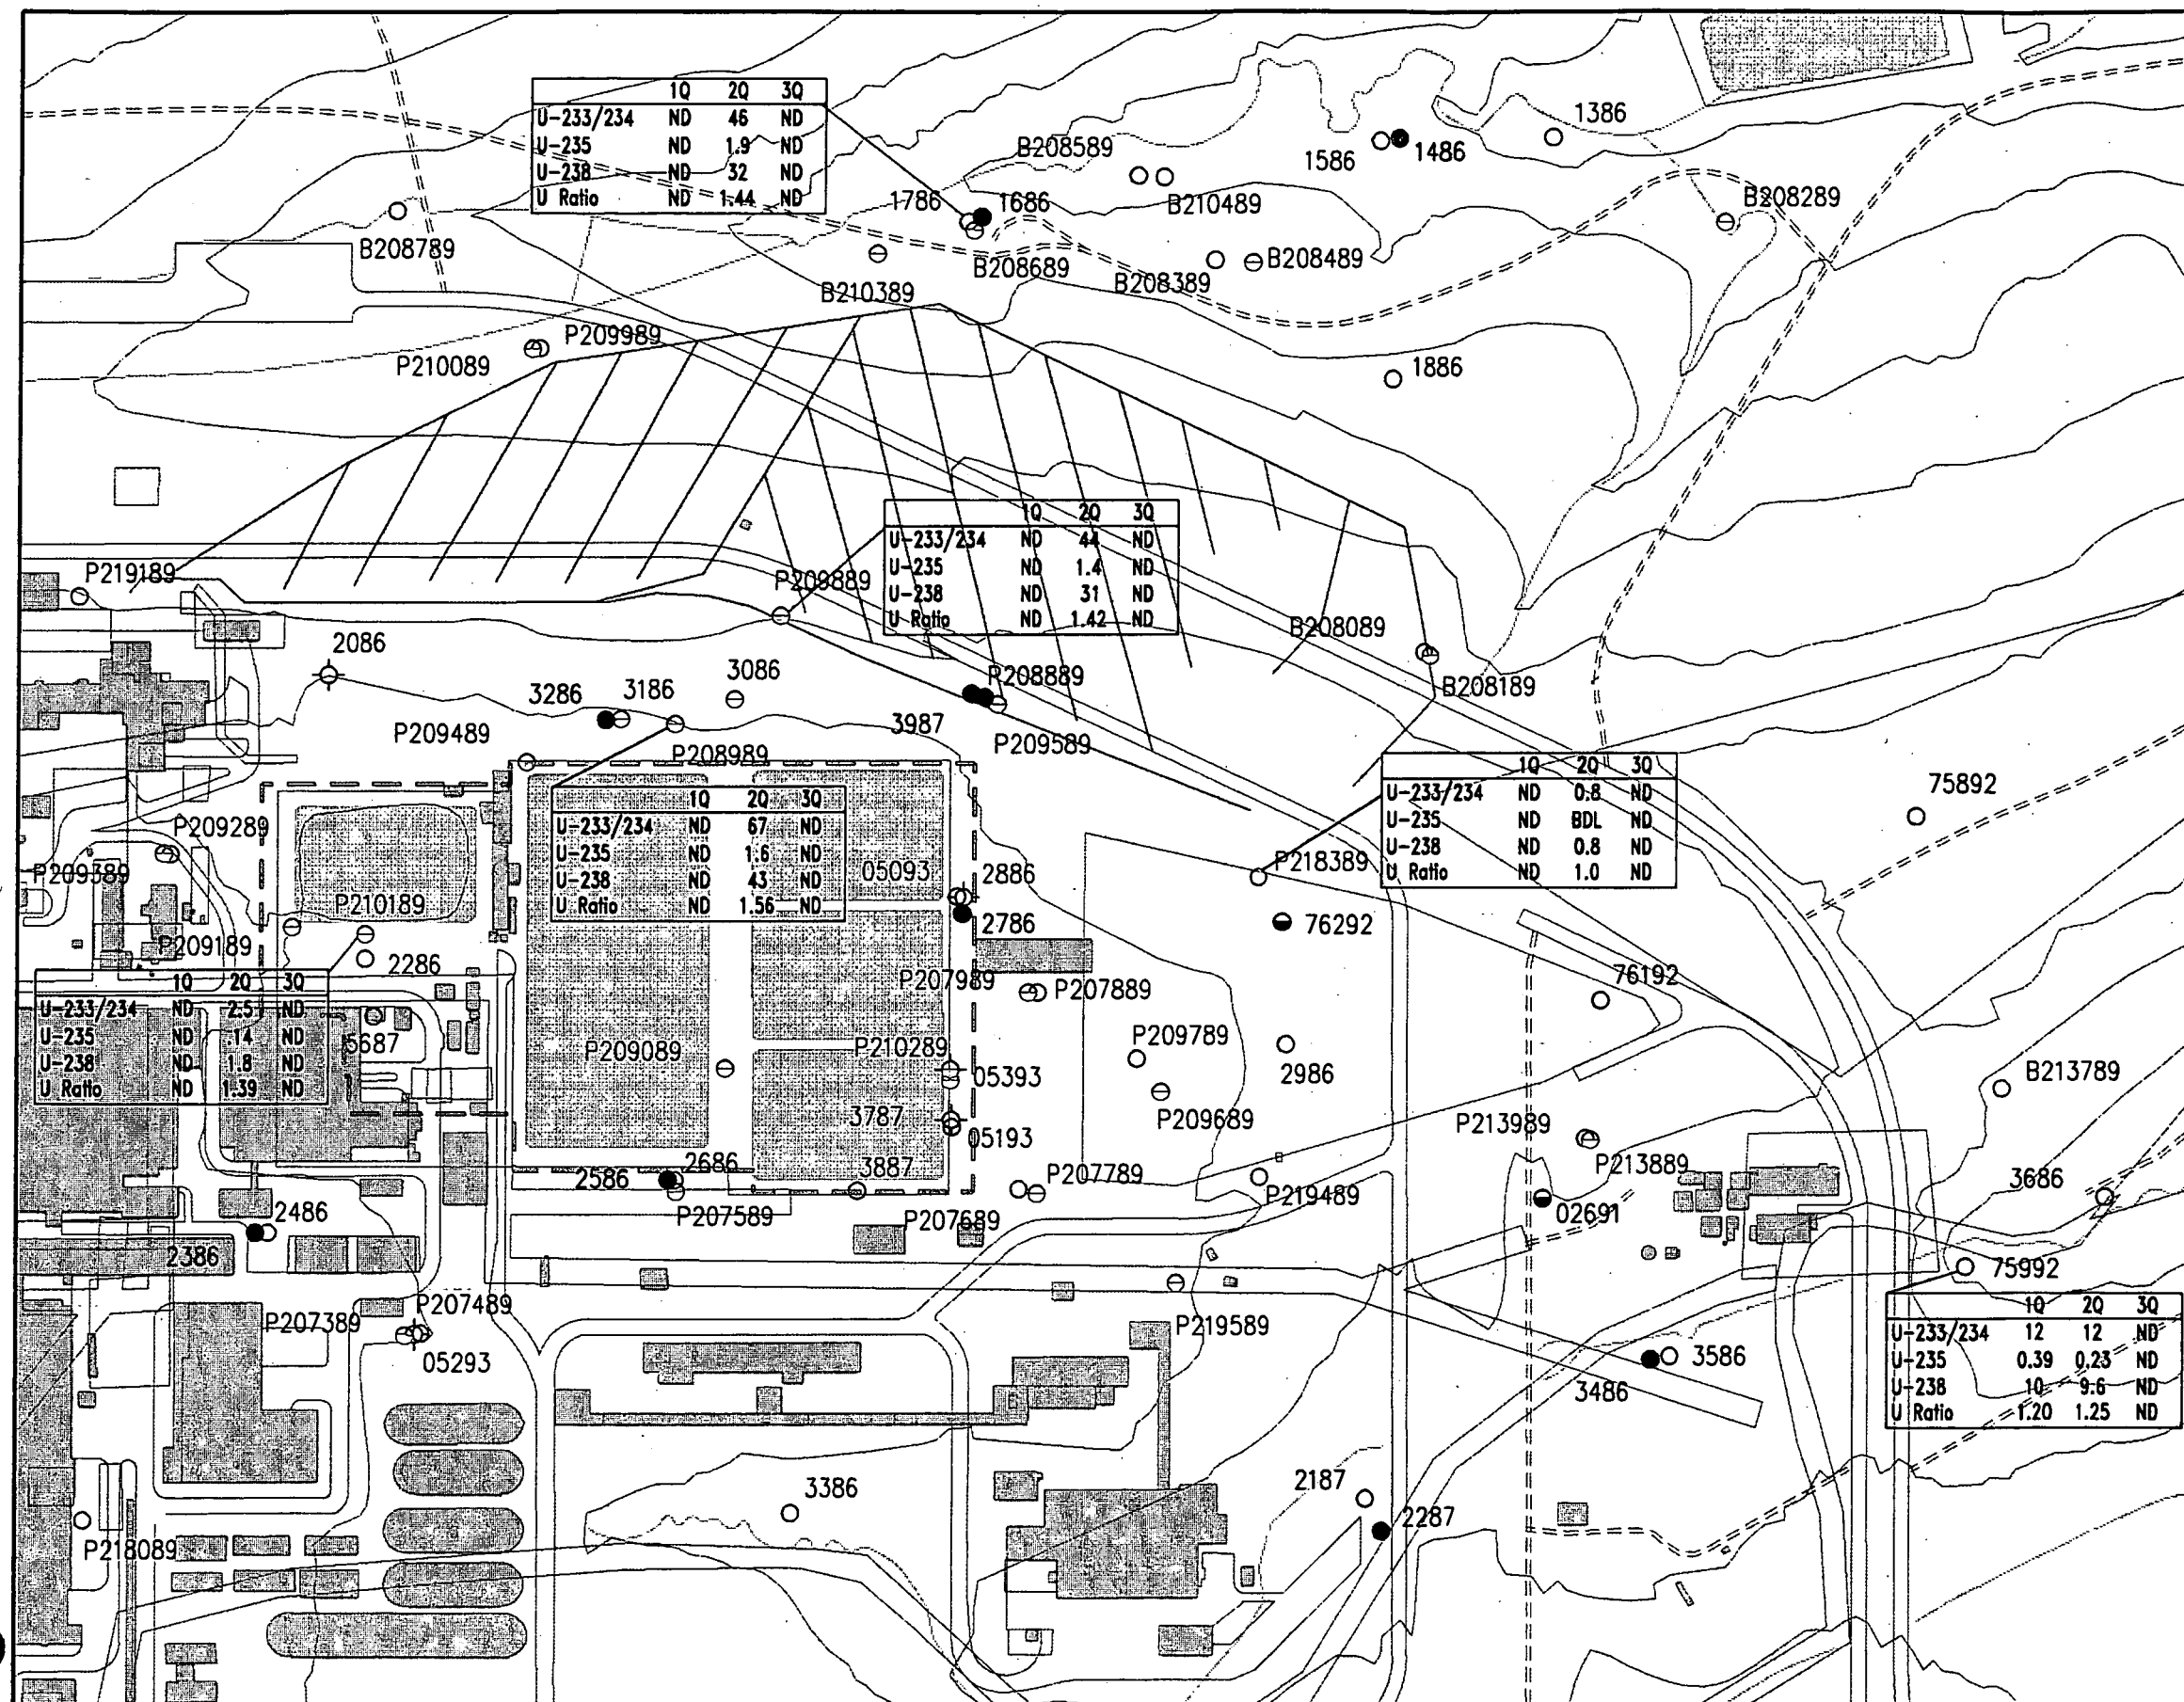 1Q 2Q 3Q
U-233/234 ND 46 ND
U-235 ND 1.9 ND
U-238 ND 32 ND
U Ratio ND 1.44 ND
1386
B208589
1586
1486
B210489
B208289
1786
1686
B208789
B208689
B208489
B208389
B210389
P209989
P210089
1886
1Q 2Q 3Q
U-233/234 ND 44 ND
U-235 ND 1.4 ND
U-238 ND 31 ND
U Ratio ND 1.42 ND
P219189
P209889
B208089
2086
3086
3286
3186
P208889
B208189
3987
P209489
P208989
P209589
1Q 2Q 3Q
U-233/234 ND 0.8 ND
U-235 ND BDL ND
U-238 ND 0.8 ND
U Ratio ND 1.0 ND
1Q 2Q 3Q
U-233/234 ND 67 ND
U-235 ND 1.6 ND
U-238 ND 43 ND
U Ratio ND 1.56 ND
75892
P209289
P209389
05093
2886
P218389
P210189
2786
76292
P209189
2286
P207989
P207889
76192
1Q 2Q 3Q
U-233/234 ND 2.5 ND
U-235 ND .14 ND
U-238 ND 1.8 ND
U Ratio ND 1.39 ND
5687
P209089
P210289
P209789
05393
2986
B213789
3787
P209689
P213989
05193
2686
P213889
2586
3887
P207789
P219489
3686
02691
2486
P207589
P207689
2386
75992
P207489
P207389
P219589
05293
1Q 2Q 3Q
U-233/234 12 12 ND
U-235 0.39 0.23 ND
U-238 10 9.6 ND
U Ratio 1.20 1.25 ND
3586
3486
2187
3386
2287
P218089